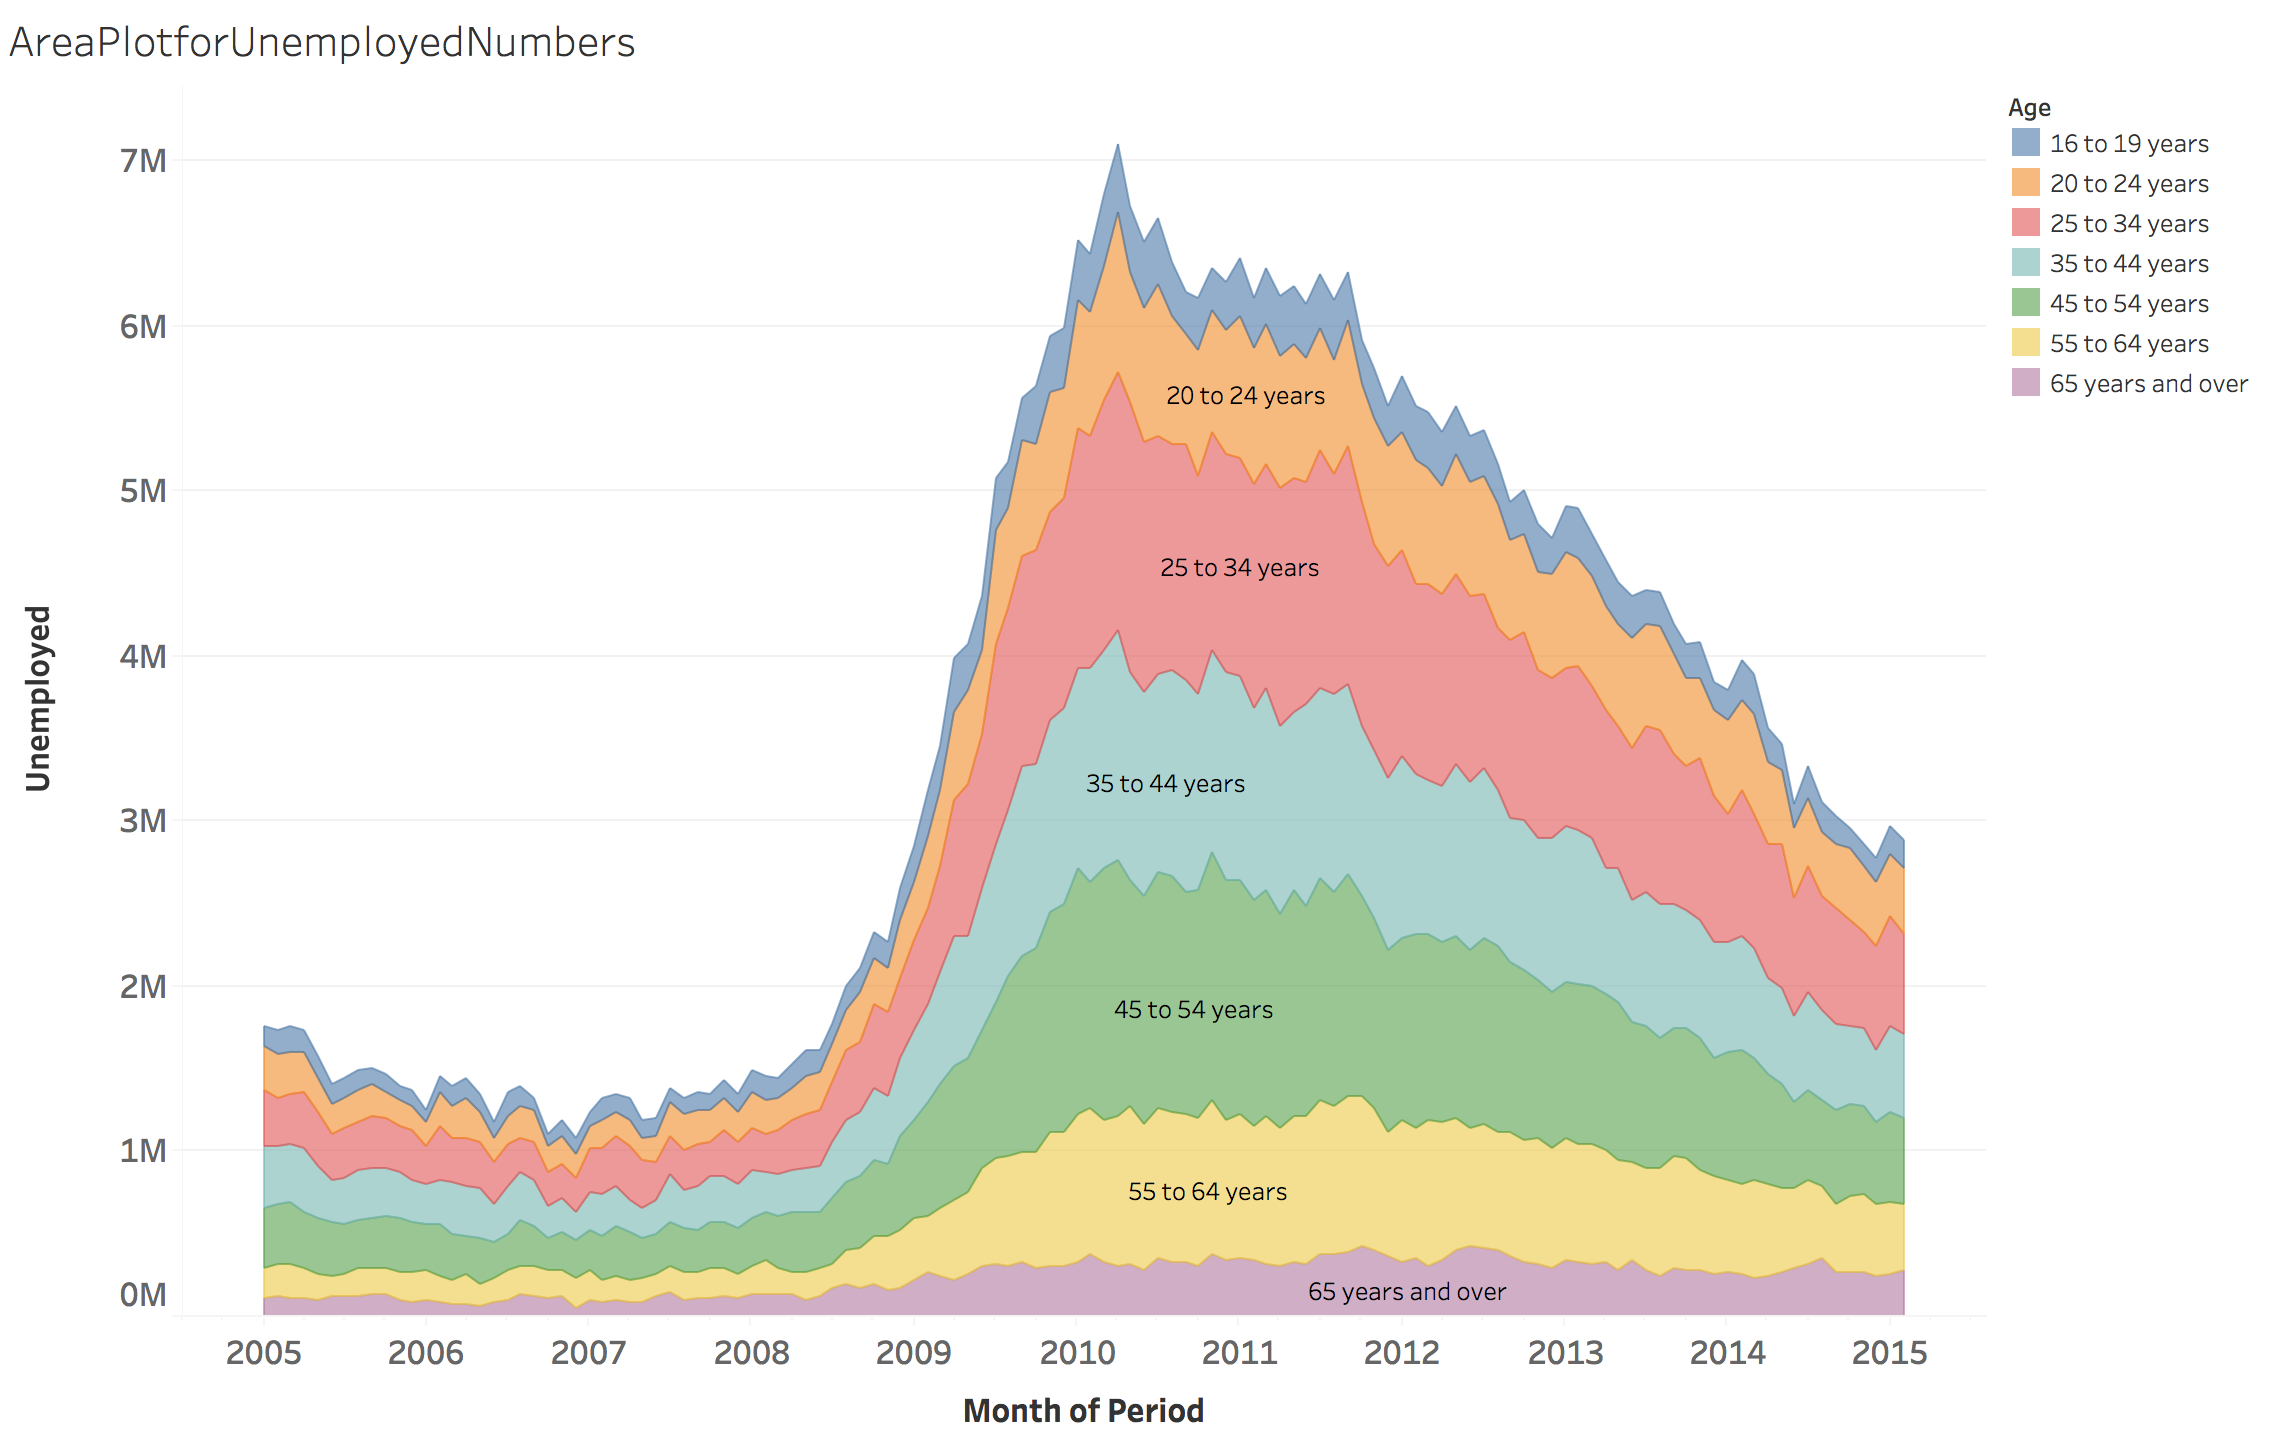 AreaPlotforUnemployedNumbers
Age
16 to 19 years
20 to 24 years
25 to 34 years
35 to 44 years
45 to 54 years
55 to 64 years
65 years and over
7M
6M
5M
4M
3M
2M
1M
0M
Unemployed
20 to 24 years
25 to 34 years
35 to 44 years
45 to 54 years
55 to 64 years
65 years and over
2005 2006 2007 2008 2009 2010 2011 2012 2013 2014 2015
Month of Period